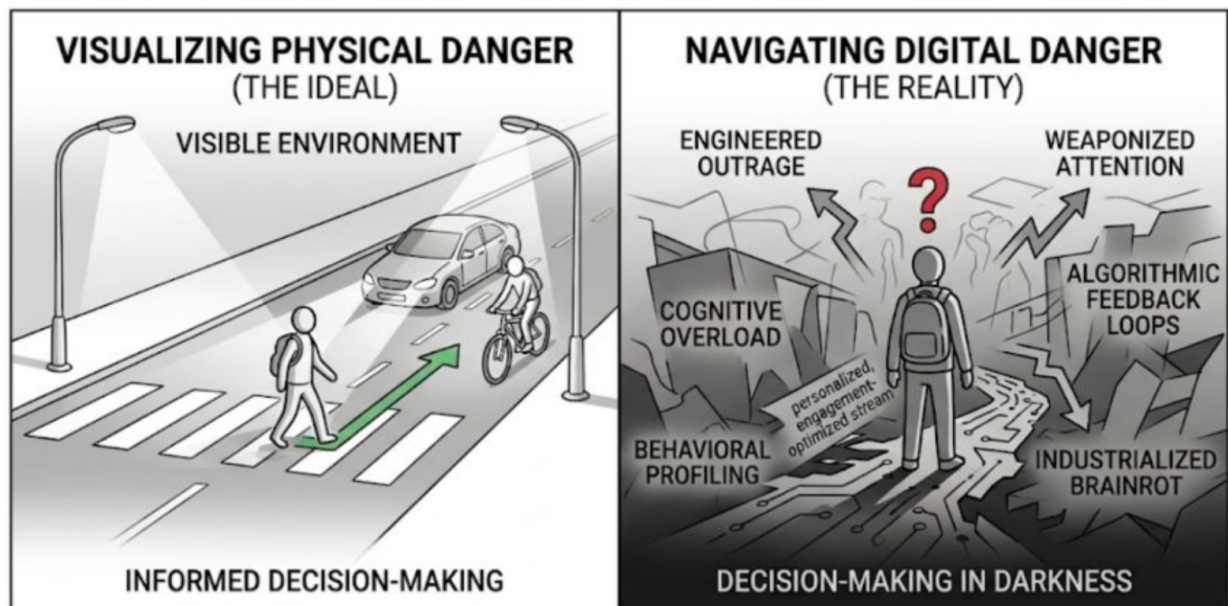 VISUALIZING PHYSICAL DANGER
(THE IDEAL)
VISIBLE ENVIRONMENT
INFORMED DECISION-MAKING
NAVIGATING DIGITAL DANGER
(THE REALITY)
ENGINEERED
OUTRAGE
WEAPONIZED
ATTENTION
?
COGNITIVE
OVERLOAD
ALGORITHMIC
FEEDBACK
LOOPS
personalized,
engagement-
optimized stream
BEHAVIORAL
PROFILING
INDUSTRIALIZED
BRAINROT
DECISION-MAKING IN DARKNESS